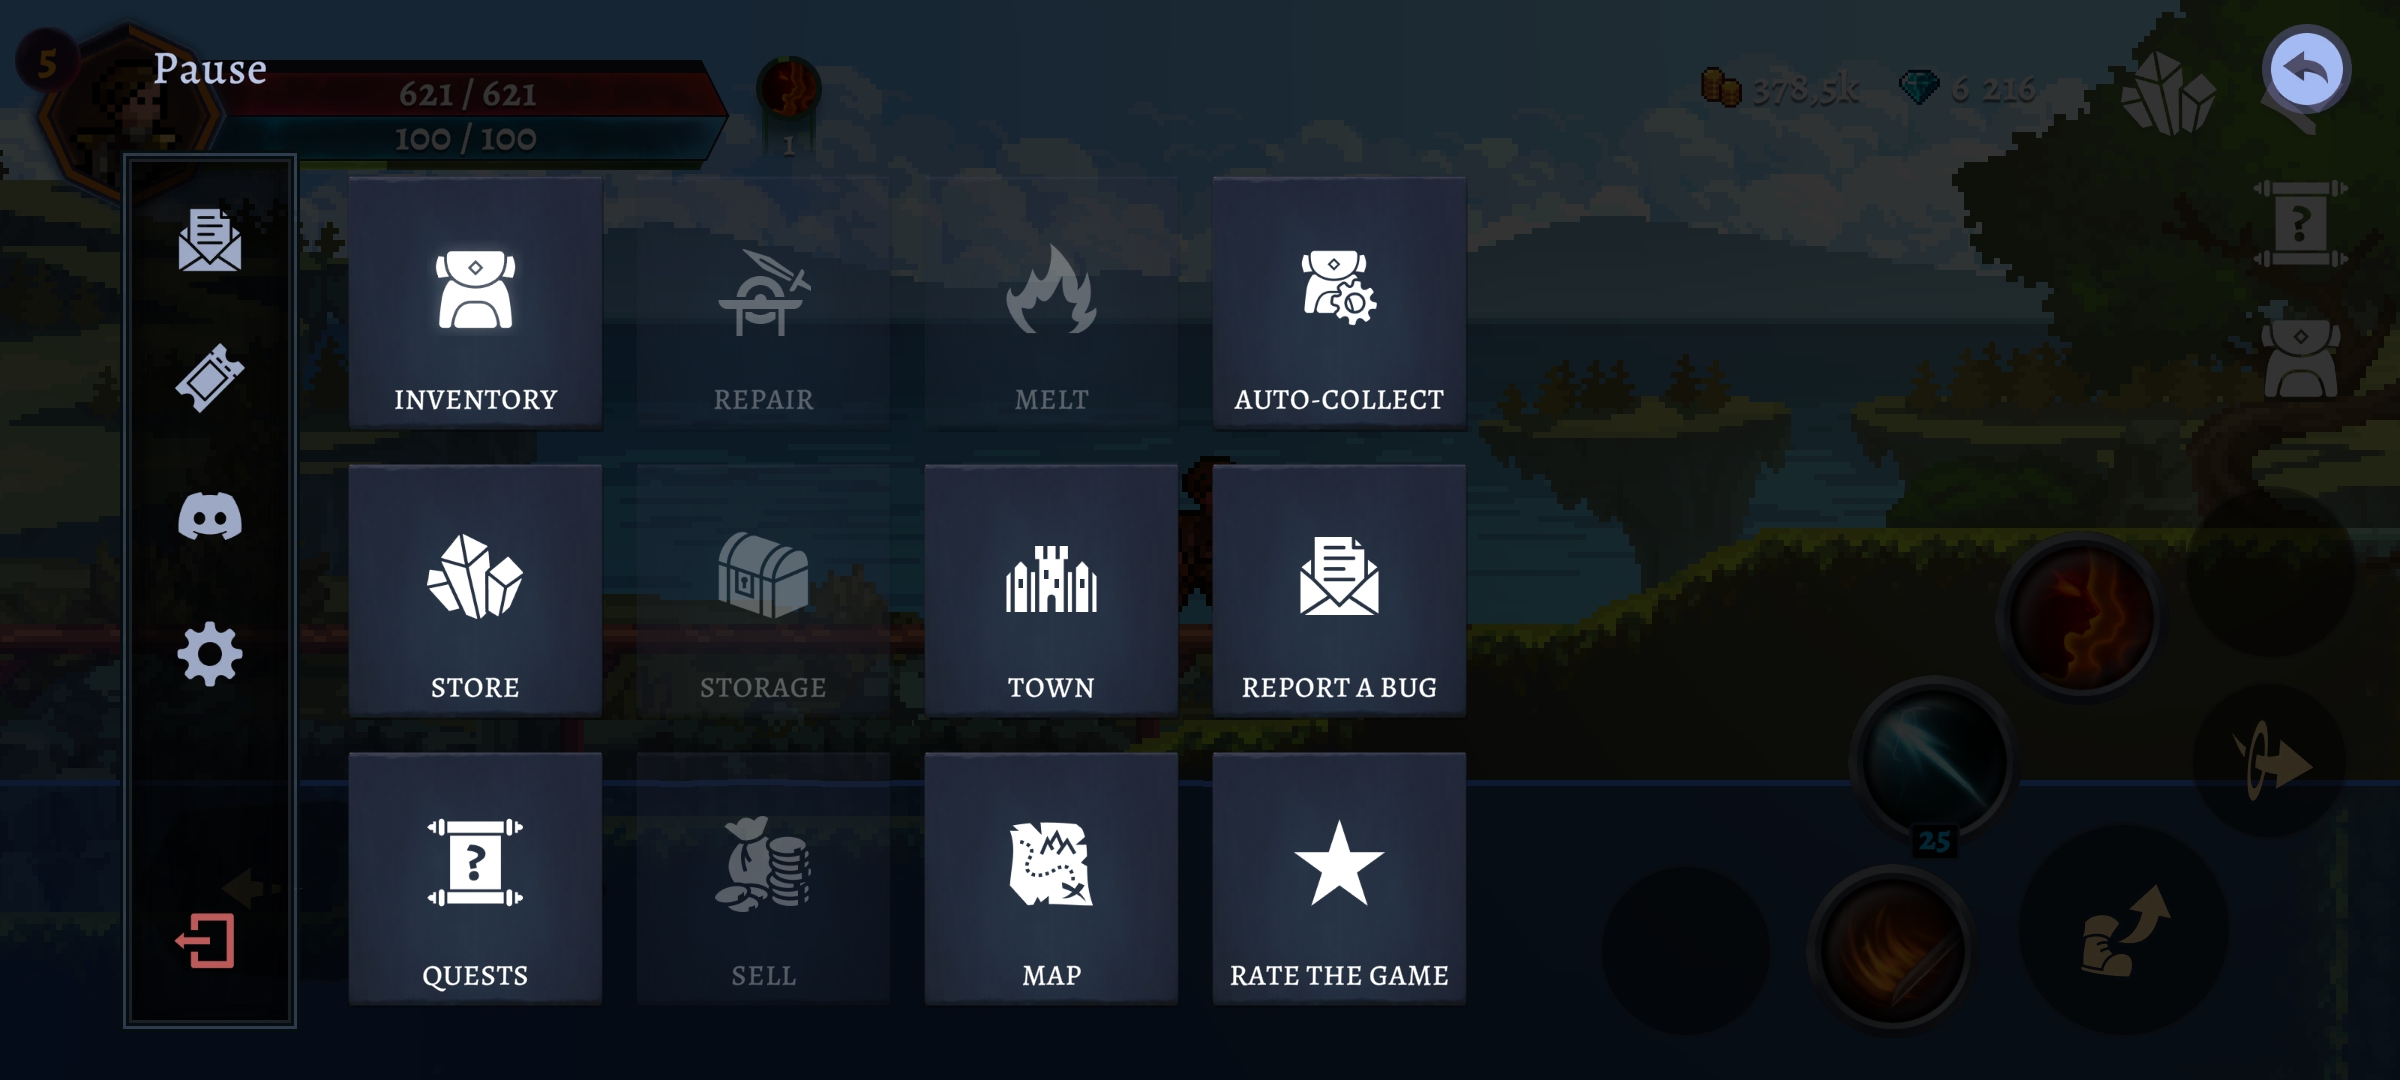 5
Pause
621 / 621
100 / 100
1
378,5k
6 216
INVENTORY
REPAIR
MELT
AUTO-COLLECT
STORE
STORAGE
TOWN
REPORT A BUG
25
QUESTS
SELL
MAP
RATE THE GAME